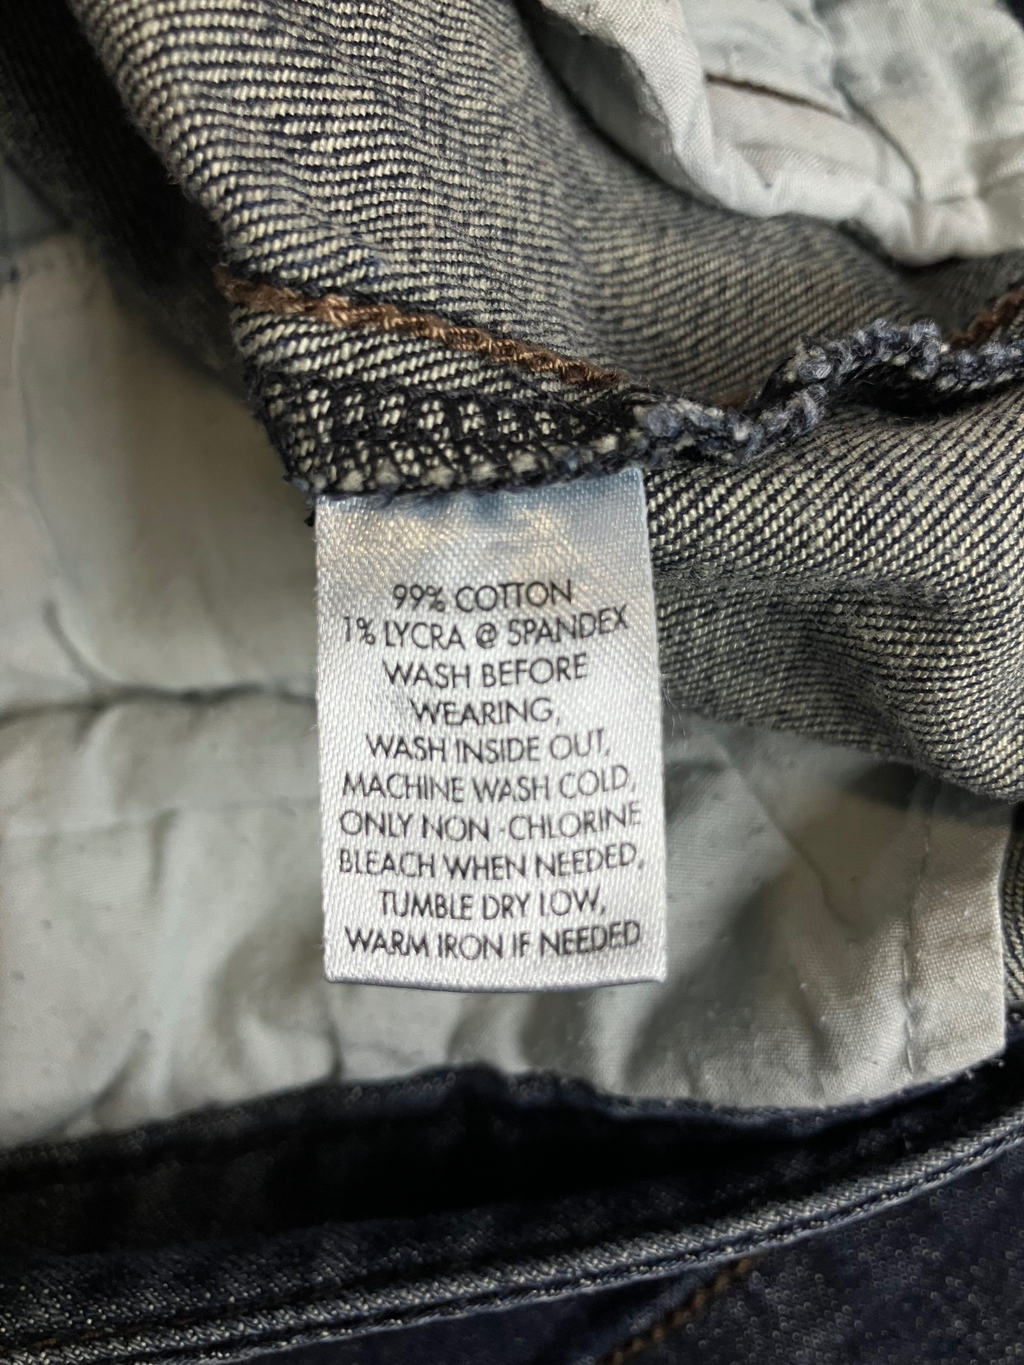 99% COTTON
1% LYCRA @ SPANDEX
WASH BEFORE
WEARING,
WASH INSIDE OUT,
MACHINE WASH COLD,
ONLY NON -CHLORINE
BLEACH WHEN NEEDED,
TUMBLE DRY LOW,
WARM IRON IF NEEDED